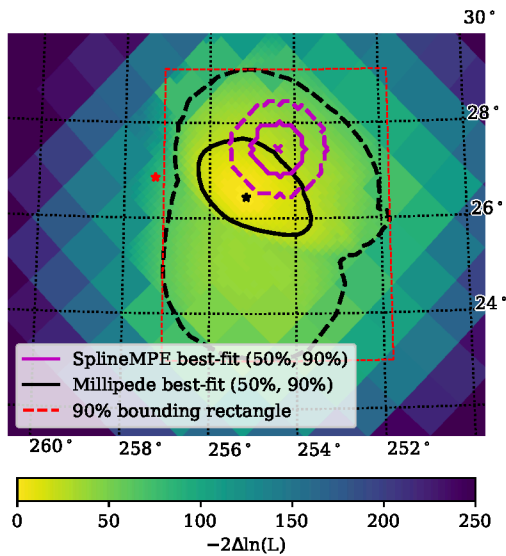 30°
28°
26°
24°
SplineMPE best-fit (50%, 90%)
Millipede best-fit (50%, 90%)
90% bounding rectangle
260° 258° 256° 254° 252°
0 50 100 150 200 250
−2Δln(L)